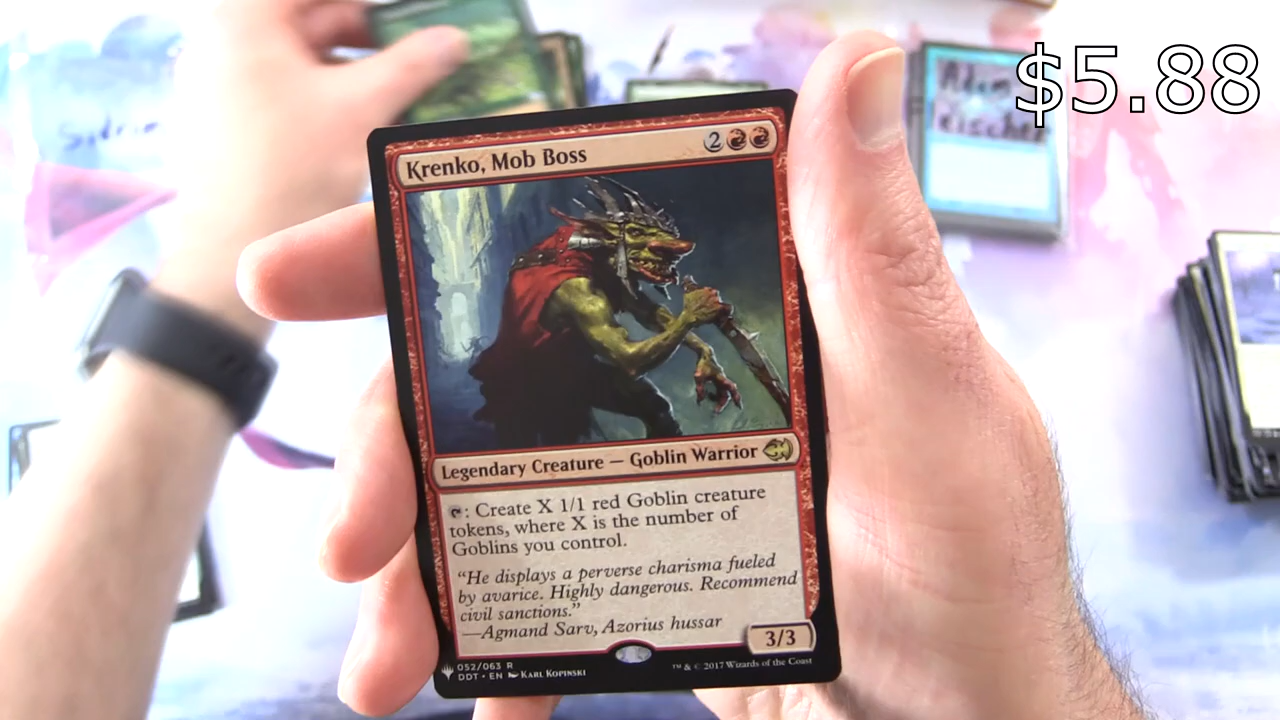 $5.88
Krenko, Mob Boss
2
Legendary Creature — Goblin Warrior
: Create X 1/1 red Goblin creature
tokens, where X is the number of
Goblins you control.
"He displays a perverse charisma fueled
by avarice. Highly dangerous. Recommend
civil sanctions."
—Agmand Sarv, Azorius hussar
3/3
052/063 R
DDT • EN Karl Kopinski
™ & © 2017 Wizards of the Coast